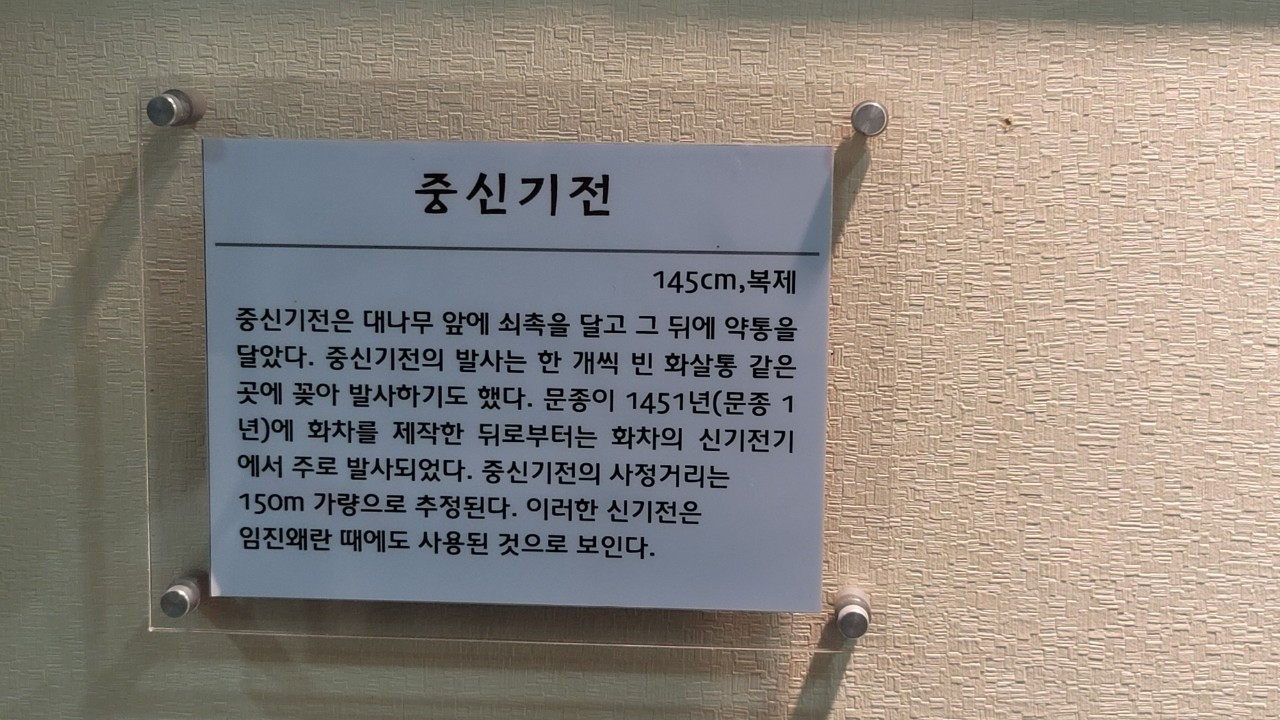 중신기전
145cm,복제
중신기전은 대나무 앞에 쇠촉을 달고 그 뒤에 약통을
달았다. 중신기전의 발사는 한 개씩 빈 화살통 같은
곳에 꽂아 발사하기도 했다. 문종이 1451년(문종 1
년)에 화차를 제작한 뒤로부터는 화차의 신기전기
에서 주로 발사되었다. 중신기전의 사정거리는
150m 가량으로 추정된다. 이러한 신기전은
임진왜란 때에도 사용된 것으로 보인다.